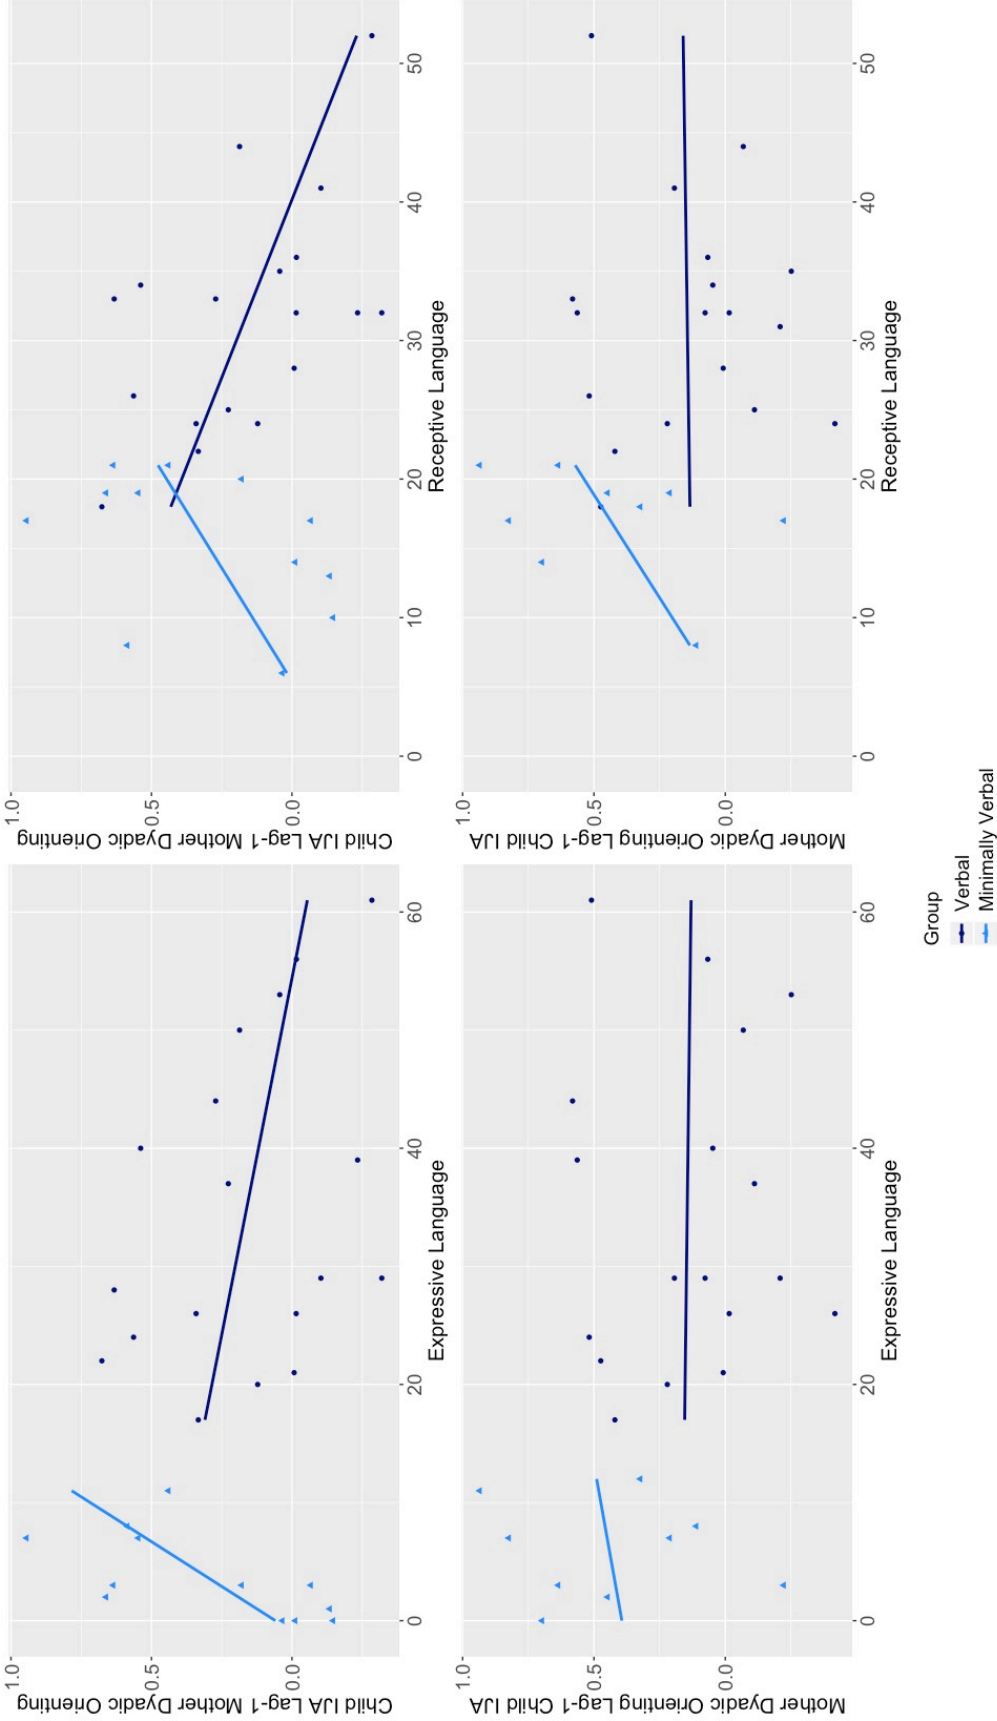 Child IJA Lag-1 Mother Dyadic Orienting
1.0
0.5
0.0
0 20 40 60
Expressive Language
Child IJA Lag-1 Mother Dyadic Orienting
1.0
0.5
0.0
0 10 20 30 40 50
Receptive Language
Mother Dyadic Orienting Lag-1 Child IJA
1.0
0.5
0.0
0 20 40 60
Expressive Language
Mother Dyadic Orienting Lag-1 Child IJA
1.0
0.5
0.0
0 10 20 30 40 50
Receptive Language
Group
Verbal
Minimally Verbal